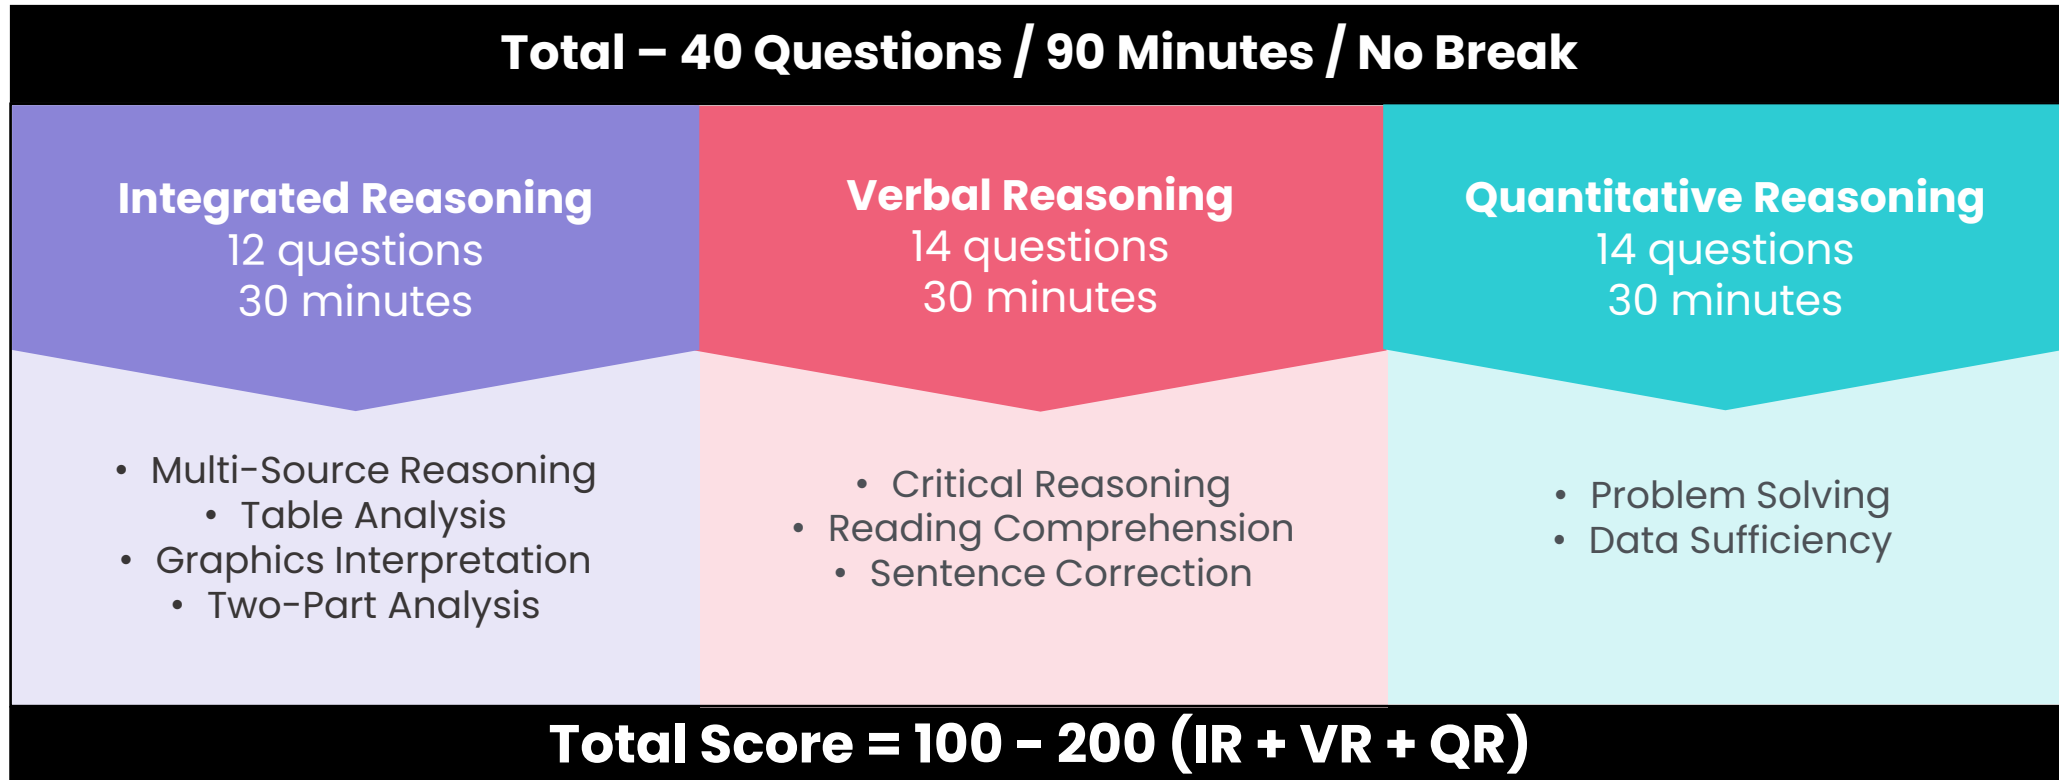 Total – 40 Questions / 90 Minutes / No Break
Integrated Reasoning
12 questions
30 minutes
• Multi-Source Reasoning
• Table Analysis
• Graphics Interpretation
• Two-Part Analysis
Verbal Reasoning
14 questions
30 minutes
• Critical Reasoning
• Reading Comprehension
• Sentence Correction
Quantitative Reasoning
14 questions
30 minutes
• Problem Solving
• Data Sufficiency
Total Score = 100 - 200 (IR + VR + QR)